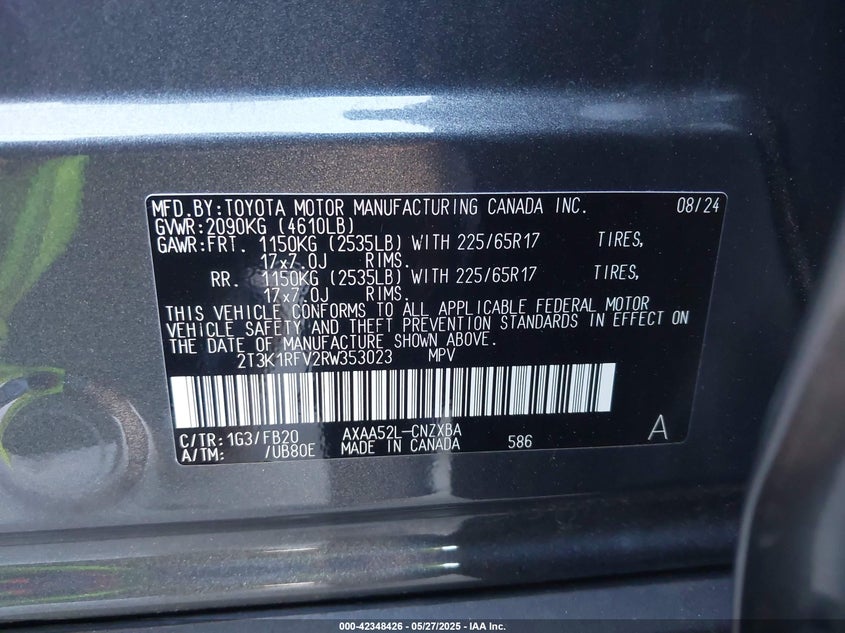 MFD.BY:TOYOTA MOTOR MANUFACTURING CANADA INC. 08/24
GVWR:2090KG (4610LB)
GAWR:FRT. 1150KG (2535LB) WITH 225/65R17 TIRES,
17x7.0J RIMS.
RR. 1150KG (2535LB) WITH 225/65R17 TIRES,
17x7.0J RIMS.
THIS VEHICLE CONFORMS TO ALL APPLICABLE FEDERAL MOTOR
VEHICLE SAFETY AND THEFT PREVENTION STANDARDS IN EFFECT ON
THE DATE OF MANUFACTURE SHOWN ABOVE.
2T3K1RFV2RW353023 MPV
C/TR:1G3/FB20 AXAA52L-CNZXBA
A/TM: /UB80E MADE IN CANADA 586 A
000-42348426 - 05/27/2025 - IAA Inc.